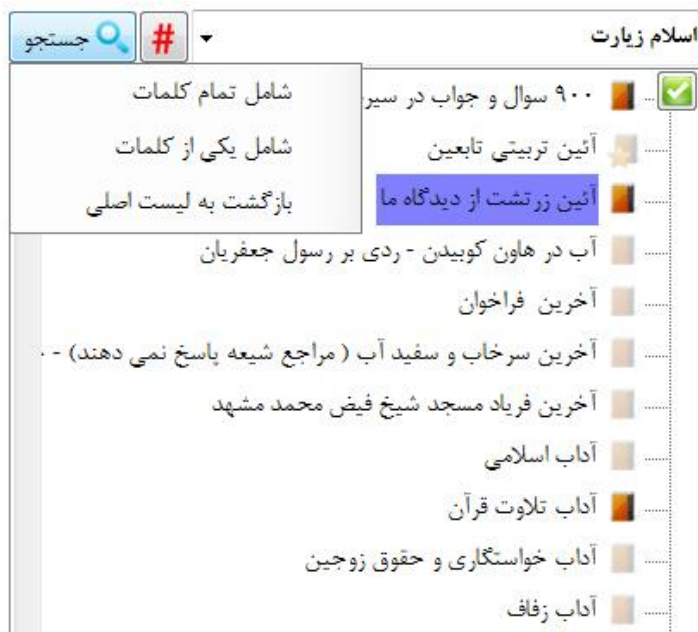 اسلام زیارت
# جستجو
شامل تمام کلمات
شامل یکی از کلمات
بازگشت به لیست اصلی
۹۰۰ سوال و جواب در سیر
آئین تربیتی تابعین
آئین زرتشت از دیدگاه ما
آب در هاون کوبیدن - ردی بر رسول جعفریان
آخرین فراخوان
آخرین سرخاب و سفید آب ( مراجع شیعه پاسخ نمی دهند) -
آخرین فریاد مسجد شیخ فیض محمد مشهد
آداب اسلامی
آداب تلاوت قرآن
آداب خواستگاری و حقوق زوجین
آداب زفاف